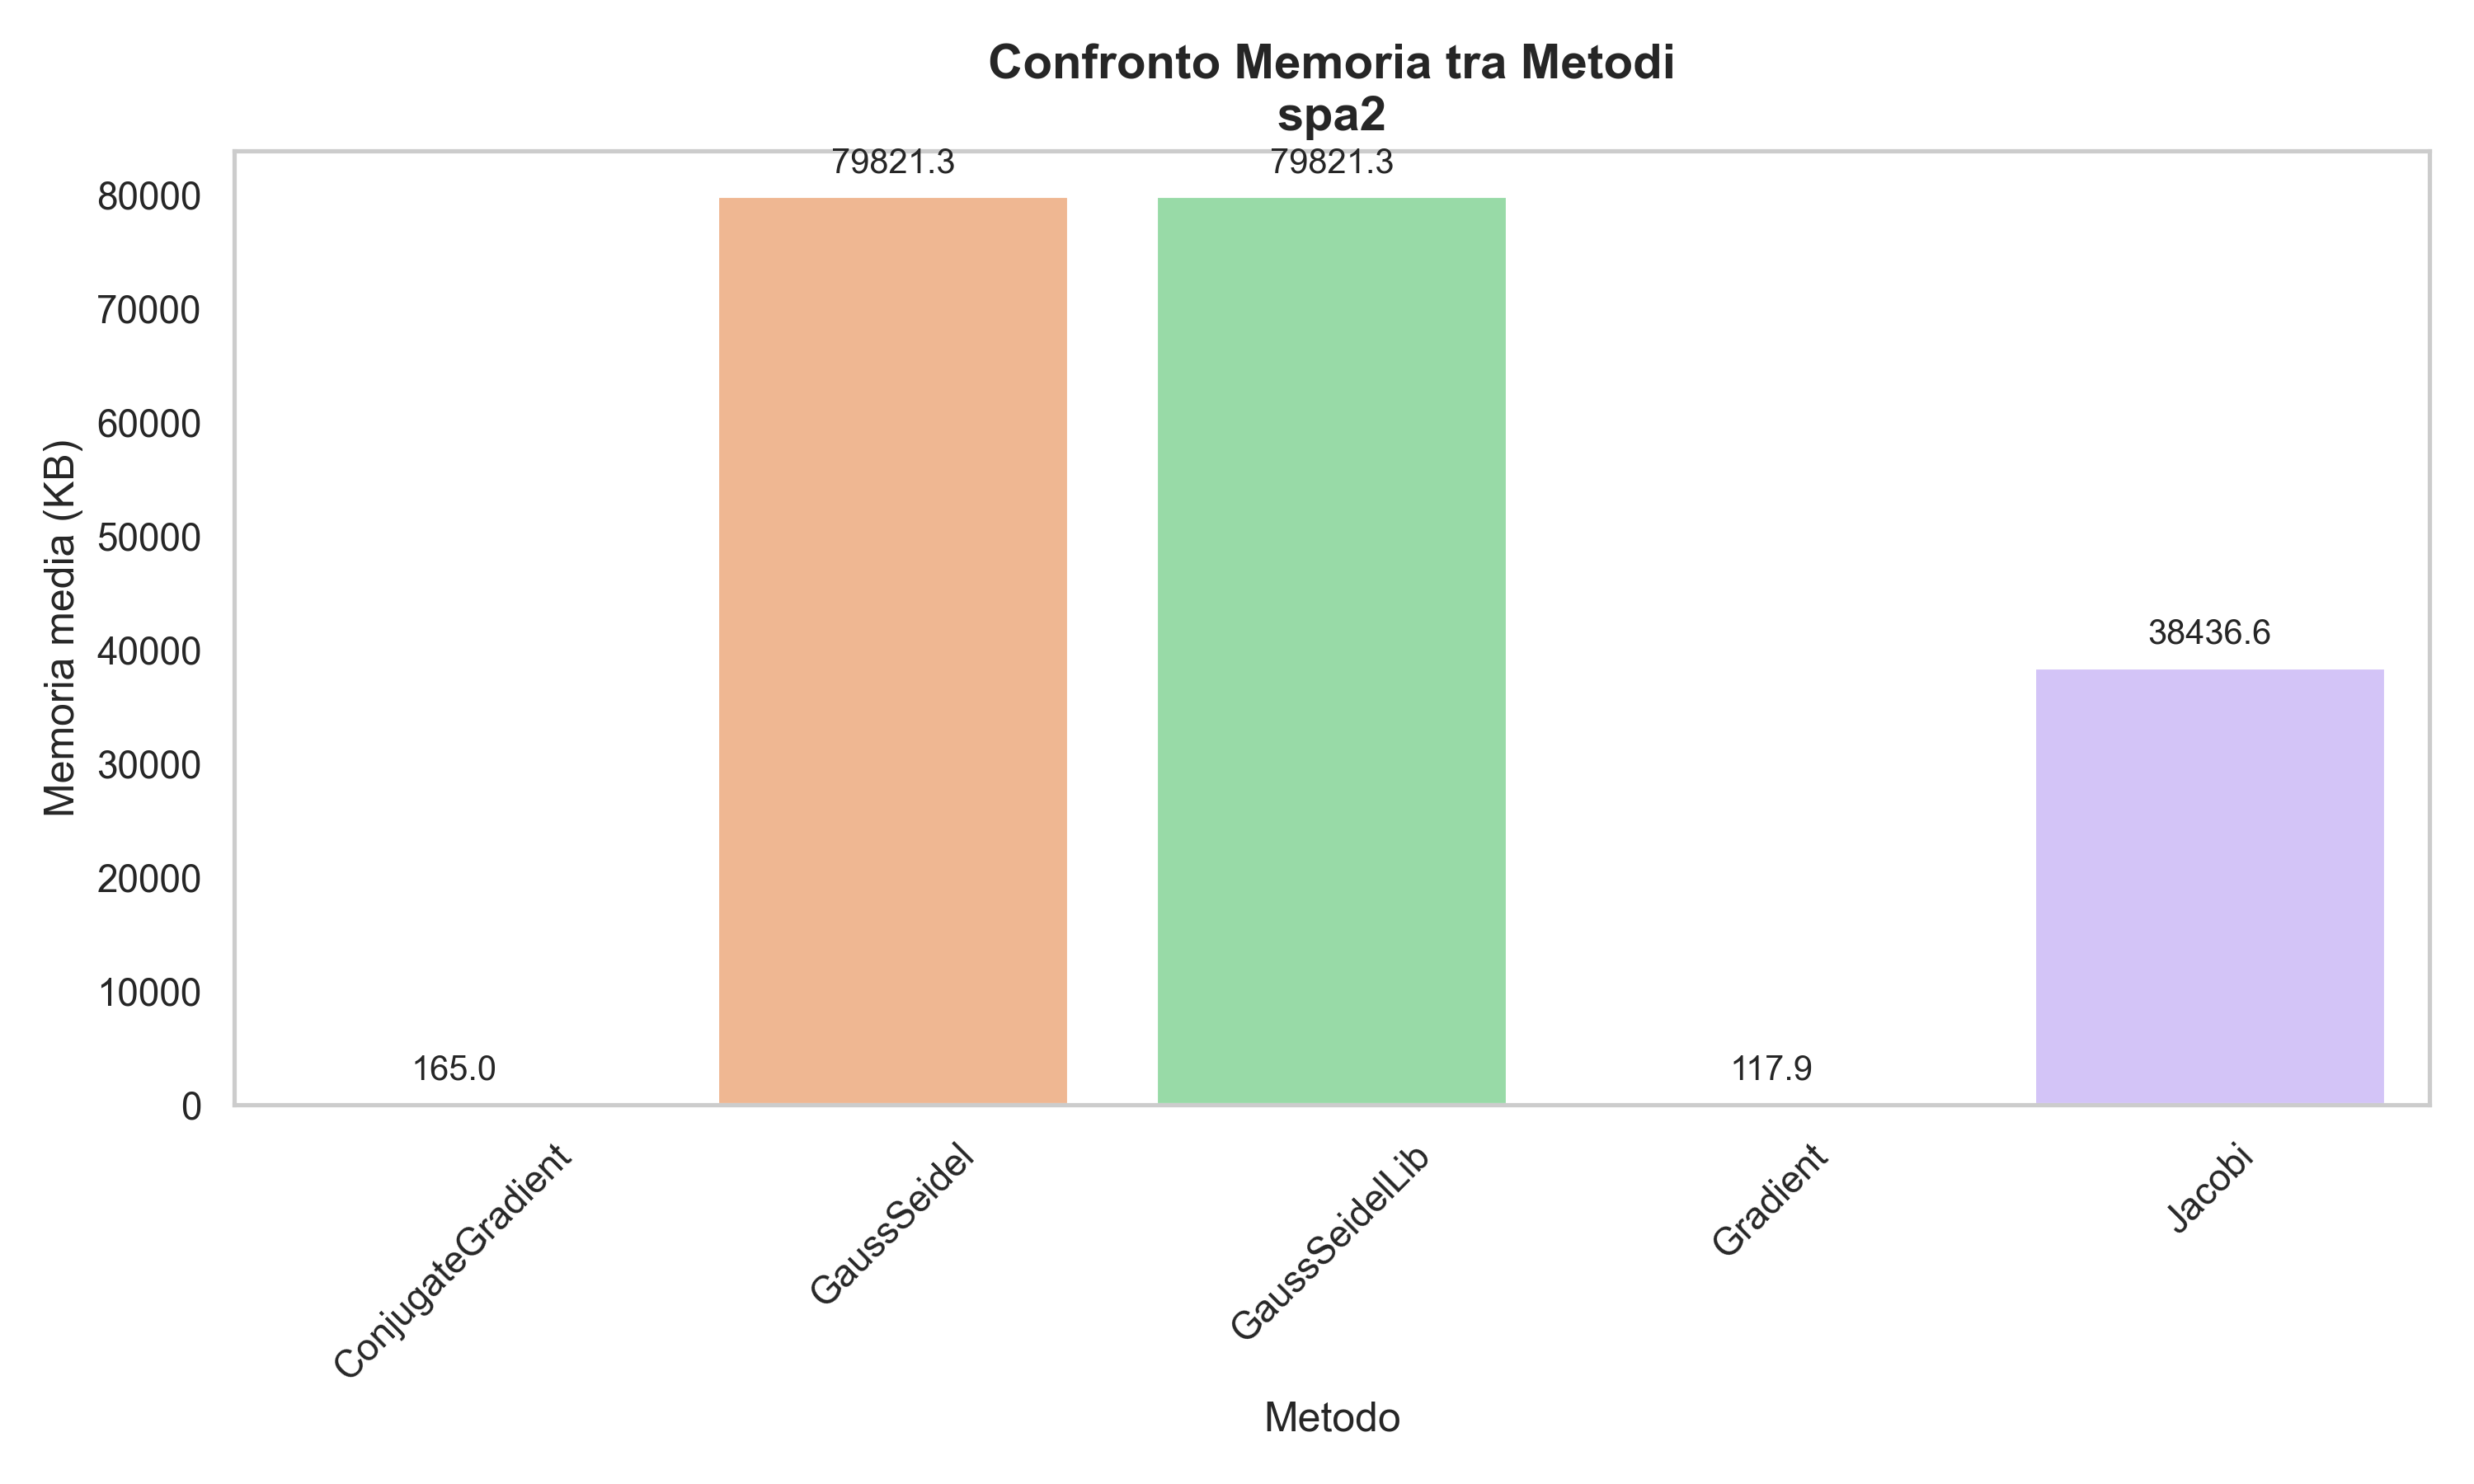 Confronto Memoria tra Metodi
spa2
79821.3
79821.3
80000
70000
60000
50000
40000
30000
20000
10000
0
Memoria media (KB)
165.0
117.9
38436.6
ConjugateGradient
GaussSeidel
GaussSeidelLib
Gradient
Jacobi
Metodo